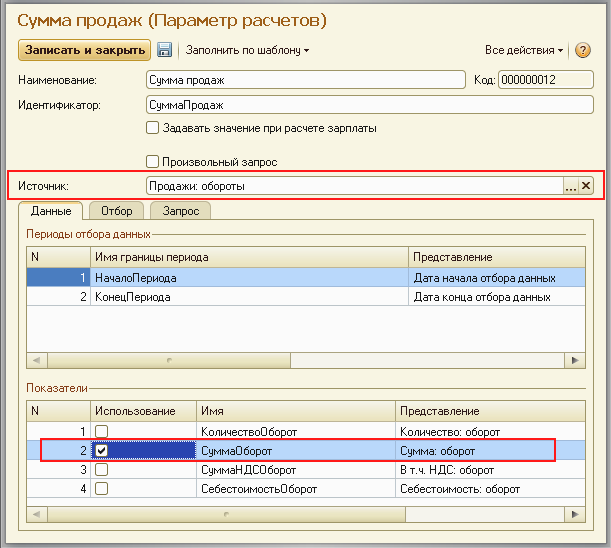 Сумма продаж (Параметр расчетов)
Записать и закрыть Заполнить по шаблону Все действия ?
Наименование: Сумма продаж Код: 000000012
Идентификатор: СуммаПродаж
Задавать значение при расчете зарплаты
Произвольный запрос
Источник: Продажи: обороты ... ×
Данные Отбор Запрос
Периоды отбора данных
N Имя границы периода Представление
1 НачалоПериода Дата начала отбора данных
2 КонецПериода Дата конца отбора данных
Показатели
N Использование Имя Представление
1 КоличествоОборот Количество: оборот
2 СуммаОборот Сумма: оборот
3 СуммаНДСОборот В т.ч. НДС: оборот
4 СебестоимостьОборот Себестоимость: оборот